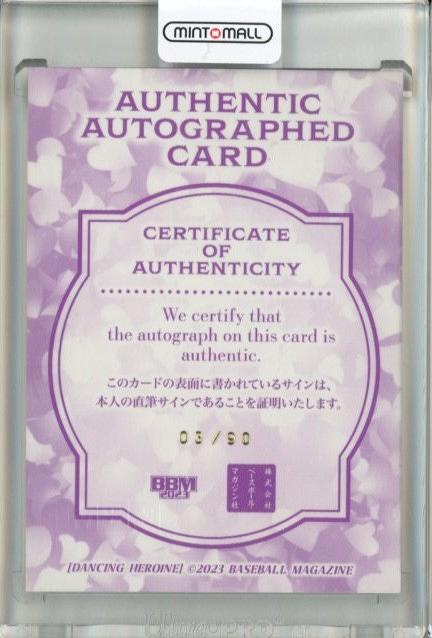 MINT MALL
AUTHENTIC
AUTOGRAPHED
CARD
CERTIFICATE
OF
AUTHENTICITY
We certify that
the autograph on this card is
authentic.
このカードの表面に書かれているサインは、
本人の直筆サインであることを証明いたします。
03/90
BBM
2023
株式会社
ベースボール
マガジン社
[DANCING HEROINE] ©2023 BASEBALL MAGAZINE